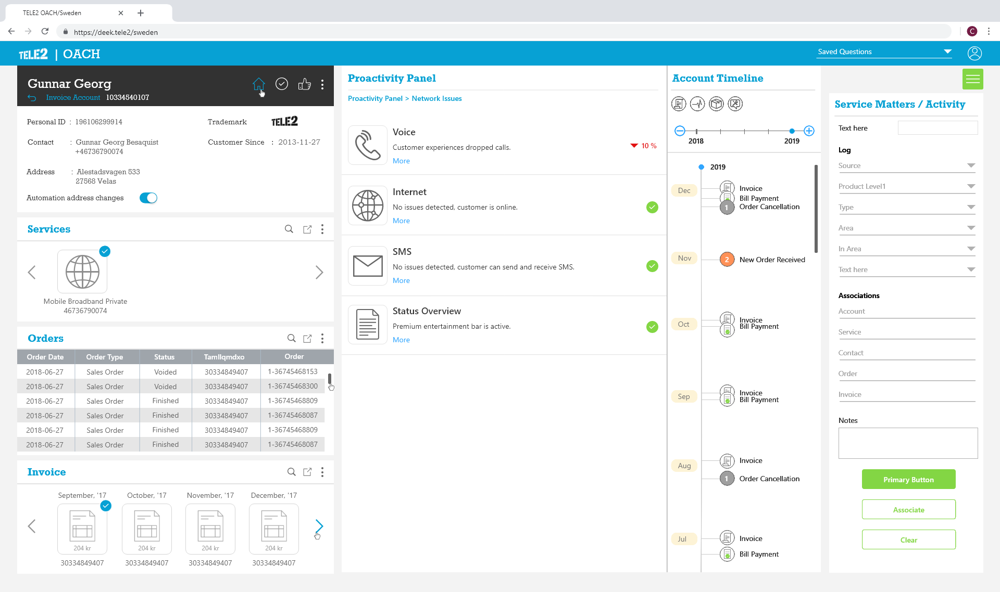 TELE2 OACH/Sweden
https://deek.tele2/sweden
C
TELE2 | OACH
Saved Questions
Gunnar Georg
Invoice Account 10334540107
Personal ID : 196106299914
Trademark TELE2
Contact : Gunnar Georg Besaquist
+46736790074
Customer Since : 2013-11-27
Address : Alestadsvagen 533
27568 Velas
Automation address changes
Services
Mobile Broadband Private
46736790074
Orders
Order Date Order Type Status Tamllqmdxo Order
2018-06-27 Sales Order Voided 30334849407 1-36745468153
2018-06-27 Sales Order Voided 30334849407 1-36745468300
2018-06-27 Sales Order Finished 30334849407 1-36745468809
2018-06-27 Sales Order Finished 30334849407 1-36745468087
2018-06-27 Sales Order Finished 30334849407 1-36745468809
2018-06-27 Sales Order Finished 30334849407 1-36745468087
Invoice
September, '17 October, '17 November, '17 December, '17
204 kr 204 kr 204 kr 204 kr
30334849407 30334849407 30334849407 30334849407
Proactivity Panel
Proactivity Panel > Network Issues
Voice
Customer experiences dropped calls.
10 %
More
Internet
No issues detected, customer is online.
More
SMS
No issues detected, customer can send and receive SMS.
More
Status Overview
Premium entertainment bar is active.
More
Account Timeline
2018 2019
2019
Dec
Invoice
Bill Payment
1 Order Cancellation
Nov
2 New Order Received
Oct
Invoice
Bill Payment
Sep
Invoice
Bill Payment
Aug
Invoice
1 Order Cancellation
Jul
Invoice
Bill Payment
Service Matters / Activity
Text here
Log
Source
Product Level1
Type
Area
In Area
Text here
Associations
Account
Service
Contact
Order
Invoice
Notes
Primary Button
Associate
Clear